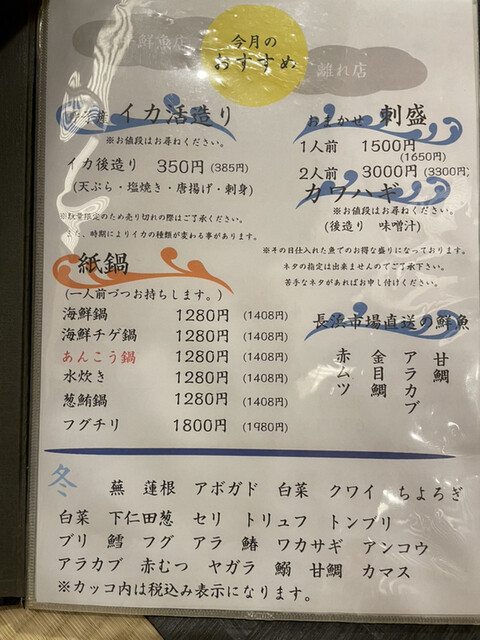 鮮魚店
今月の
おすすめ
離れ店
イカ活造り
※お値段はお尋ねください。
イカ後造り 350円(385円)
(天ぷら・塩焼き・唐揚げ・刺身)
※数量限定のため売り切れの際はご了承ください。
また、時期によりイカの種類が変わる事があります。
紙鍋
(一人前づつお持ちします。)
海鮮鍋 1280円 (1408円)
海鮮チゲ鍋 1280円 (1408円)
あんこう鍋 1280円 (1408円)
水炊き 1280円 (1408円)
葱鮪鍋 1280円 (1408円)
フグチリ 1800円 (1980円)
おまかせ 刺盛
1人前 1500円
(1650円)
2人前 3000円(3300円)
カワハギ
※お値段はお尋ねください。
(後造り 味噌汁)
※その日仕入れた魚でのお得な盛りになっております。
ネタの指定は出来ませんのでご了承下さい。
苦手なネタがあればお申し付けください。
長浜市場直送の鮮魚
甘鯛
アラカブ
金目鯛
赤ムツ
冬
蕪 蓮根 アボガド 白菜 クワイ ちよろぎ
白菜 下仁田葱 セリ トリュフ トンブリ
ブリ 鱈 フグ アラ 鰆 ワカサギ アンコウ
アラカブ 赤むつ ヤガラ 鰯 甘鯛 カマス
※カッコ内は税込み表示になります。